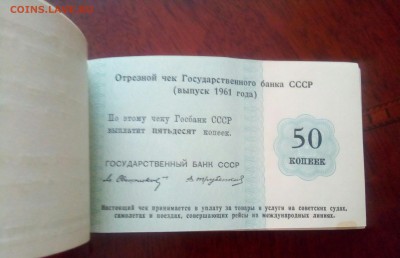 COINS.LAVE.RU
Отрезной чек Государственного банка СССР
(выпуск 1961 года)
По этому чеку Госбанк СССР
выплатит пятьдесят копеек.
50
КОПЕЕК
ГОСУДАРСТВЕННЫЙ БАНК СССР
Настоящий чек принимается в уплату за товары и услуги на советских судах,
самолетах и поездах, совершающих рейсы на международных линиях.